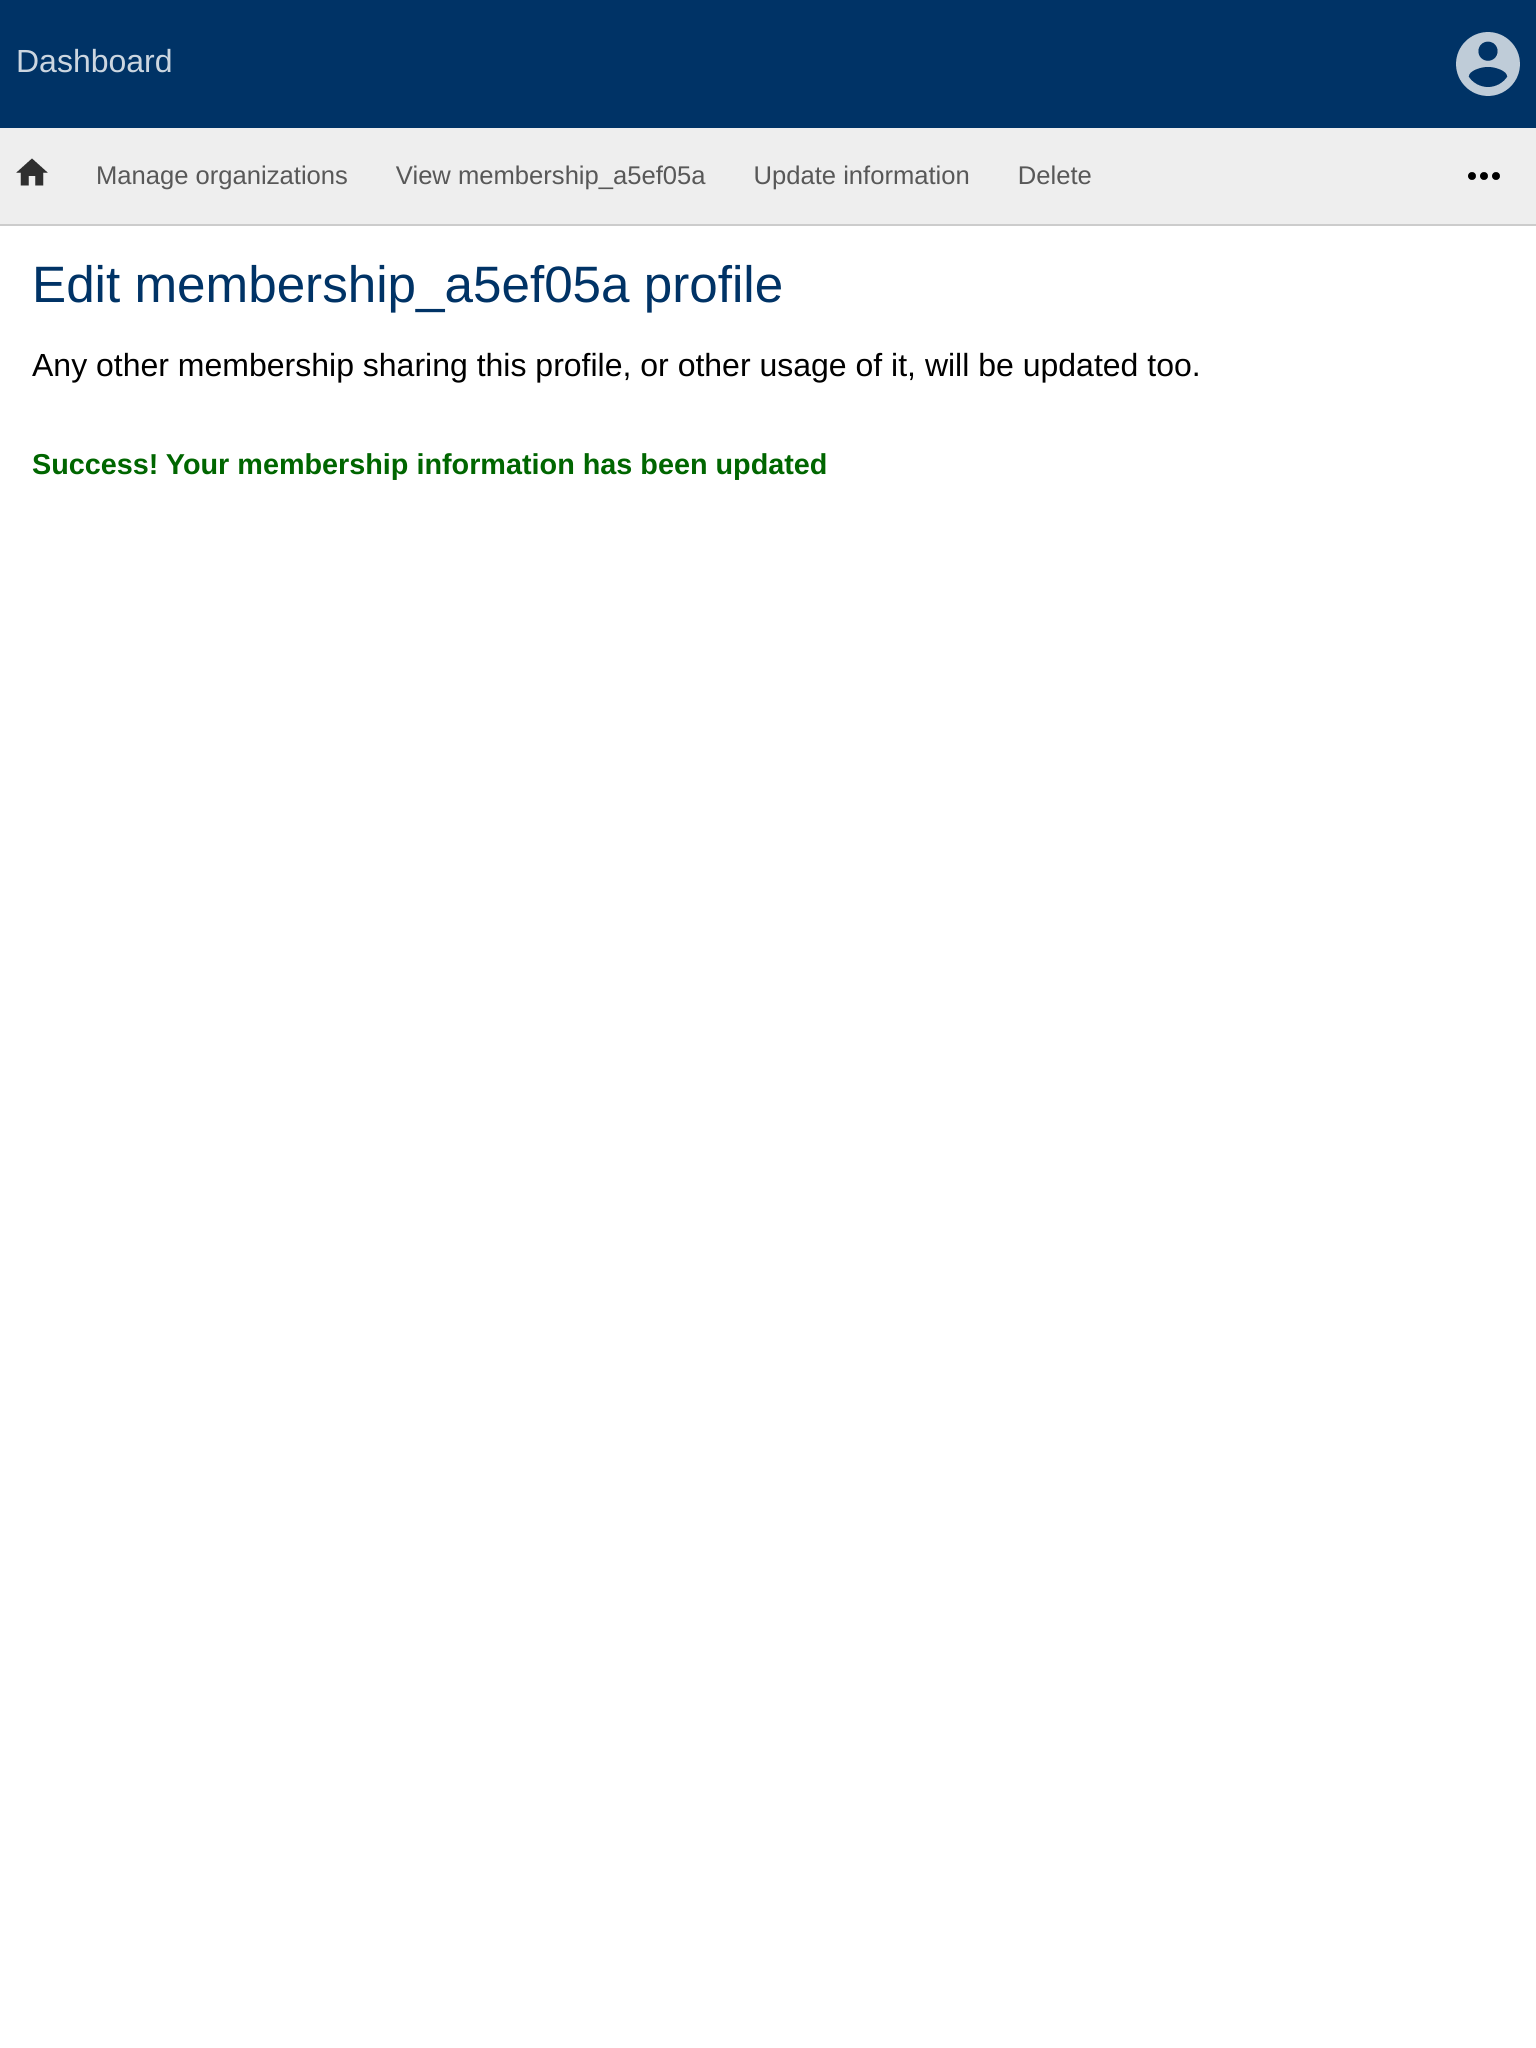 Dashboard
Manage organizations View membership_a5ef05a Update information Delete
Edit membership_a5ef05a profile
Any other membership sharing this profile, or other usage of it, will be updated too.
Success! Your membership information has been updated